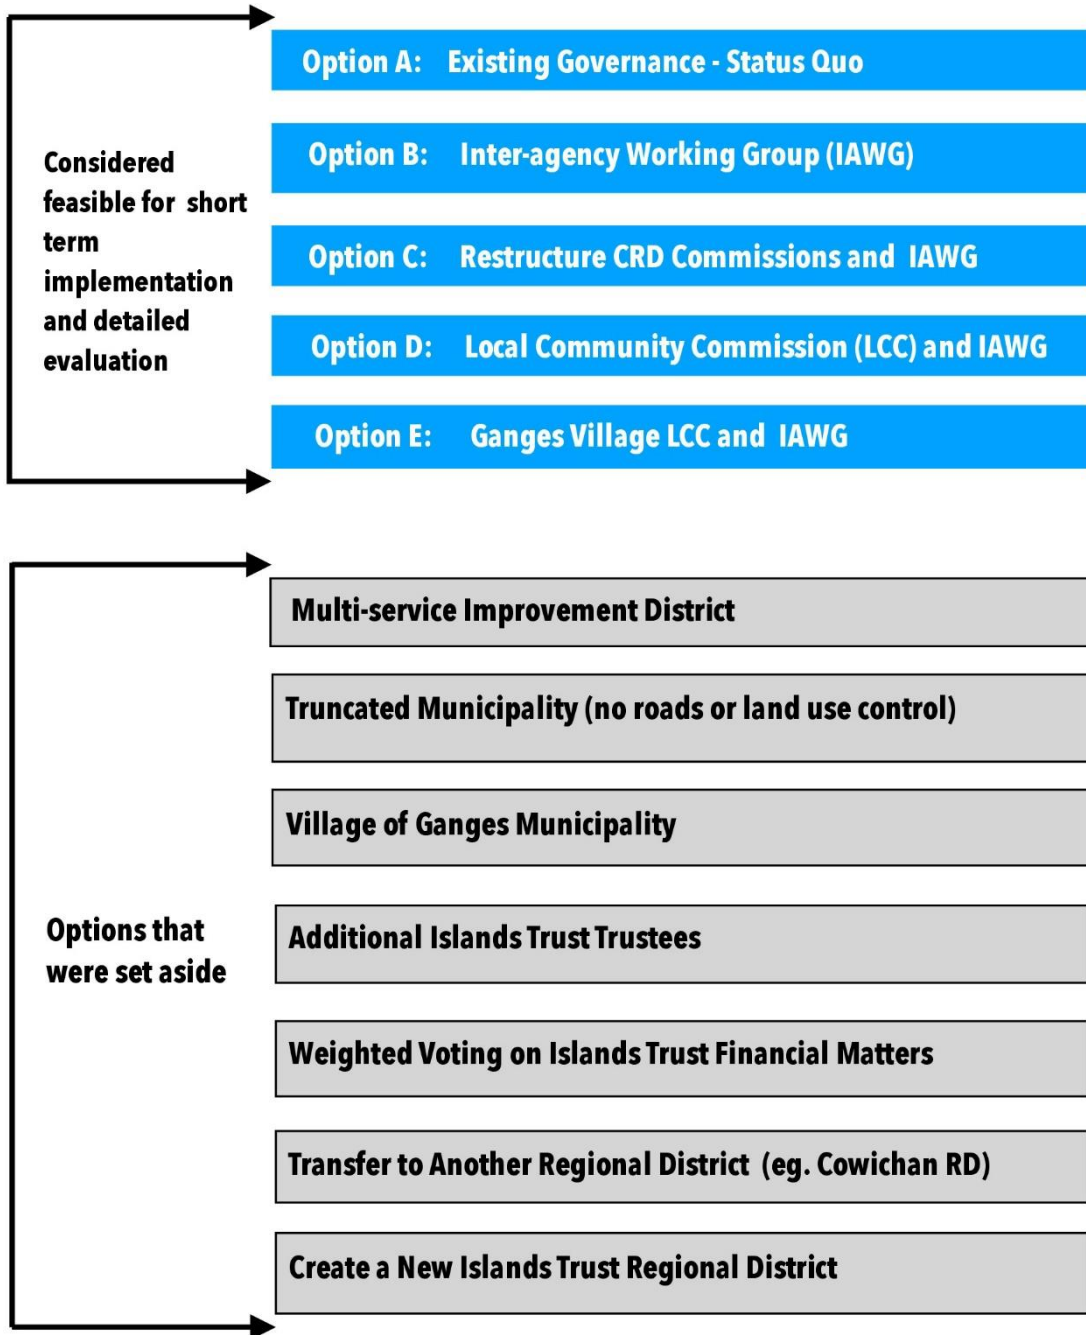 Considered
feasible for short
term
implementation
and detailed
evaluation
Option A: Existing Governance - Status Quo
Option B: Inter-agency Working Group (IAWG)
Option C: Restructure CRD Commissions and IAWG
Option D: Local Community Commission (LCC) and IAWG
Option E: Ganges Village LCC and IAWG
Options that
were set aside
Multi-service Improvement District
Truncated Municipality (no roads or land use control)
Village of Ganges Municipality
Additional Islands Trust Trustees
Weighted Voting on Islands Trust Financial Matters
Transfer to Another Regional District (eg. Cowichan RD)
Create a New Islands Trust Regional District